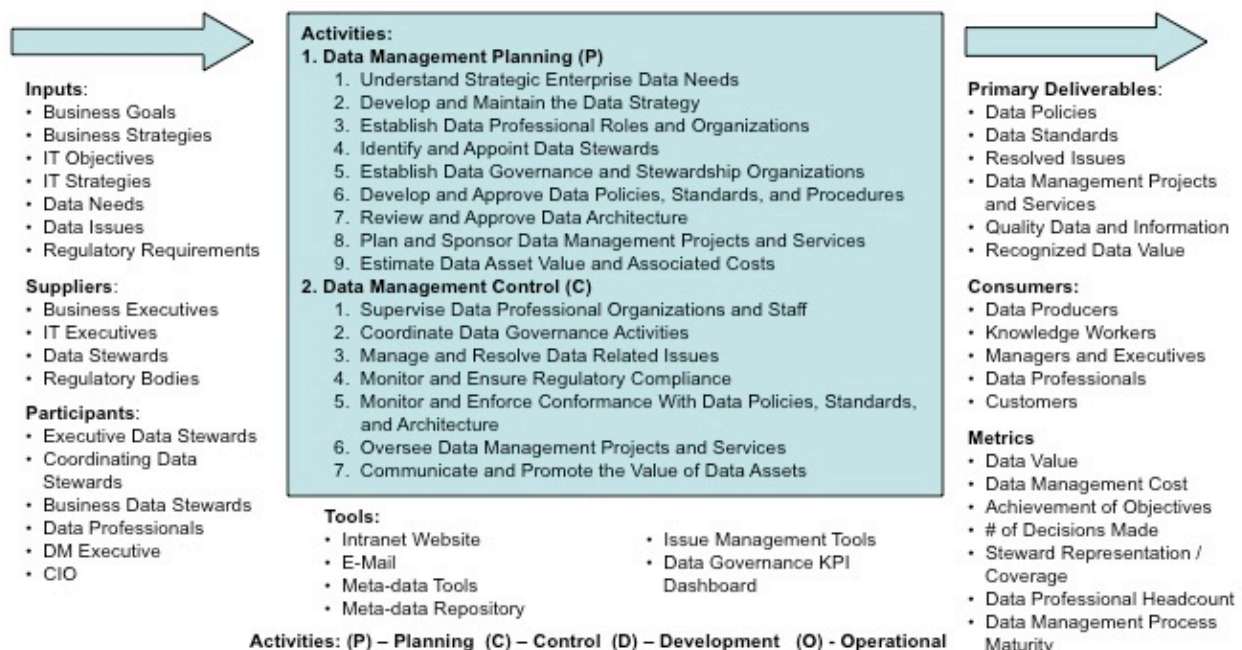 Inputs:
• Business Goals
• Business Strategies
• IT Objectives
• IT Strategies
• Data Needs
• Data Issues
• Regulatory Requirements
Suppliers:
• Business Executives
• IT Executives
• Data Stewards
• Regulatory Bodies
Participants:
• Executive Data Stewards
• Coordinating Data
Stewards
• Business Data Stewards
• Data Professionals
• DM Executive
• CIO
Activities:
1. Data Management Planning (P)
1. Understand Strategic Enterprise Data Needs
2. Develop and Maintain the Data Strategy
3. Establish Data Professional Roles and Organizations
4. Identify and Appoint Data Stewards
5. Establish Data Governance and Stewardship Organizations
6. Develop and Approve Data Policies, Standards, and Procedures
7. Review and Approve Data Architecture
8. Plan and Sponsor Data Management Projects and Services
9. Estimate Data Asset Value and Associated Costs
2. Data Management Control (C)
1. Supervise Data Professional Organizations and Staff
2. Coordinate Data Governance Activities
3. Manage and Resolve Data Related Issues
4. Monitor and Ensure Regulatory Compliance
5. Monitor and Enforce Conformance With Data Policies, Standards,
and Architecture
6. Oversee Data Management Projects and Services
7. Communicate and Promote the Value of Data Assets
Tools:
• Intranet Website
• E-Mail
• Meta-data Tools
• Meta-data Repository
• Issue Management Tools
• Data Governance KPI
Dashboard
Primary Deliverables:
• Data Policies
• Data Standards
• Resolved Issues
• Data Management Projects
and Services
• Quality Data and Information
• Recognized Data Value
Consumers:
• Data Producers
• Knowledge Workers
• Managers and Executives
• Data Professionals
• Customers
Metrics
• Data Value
• Data Management Cost
• Achievement of Objectives
• # of Decisions Made
• Steward Representation /
Coverage
• Data Professional Headcount
• Data Management Process
Maturity
Activities: (P) – Planning (C) – Control (D) – Development (O) - Operational